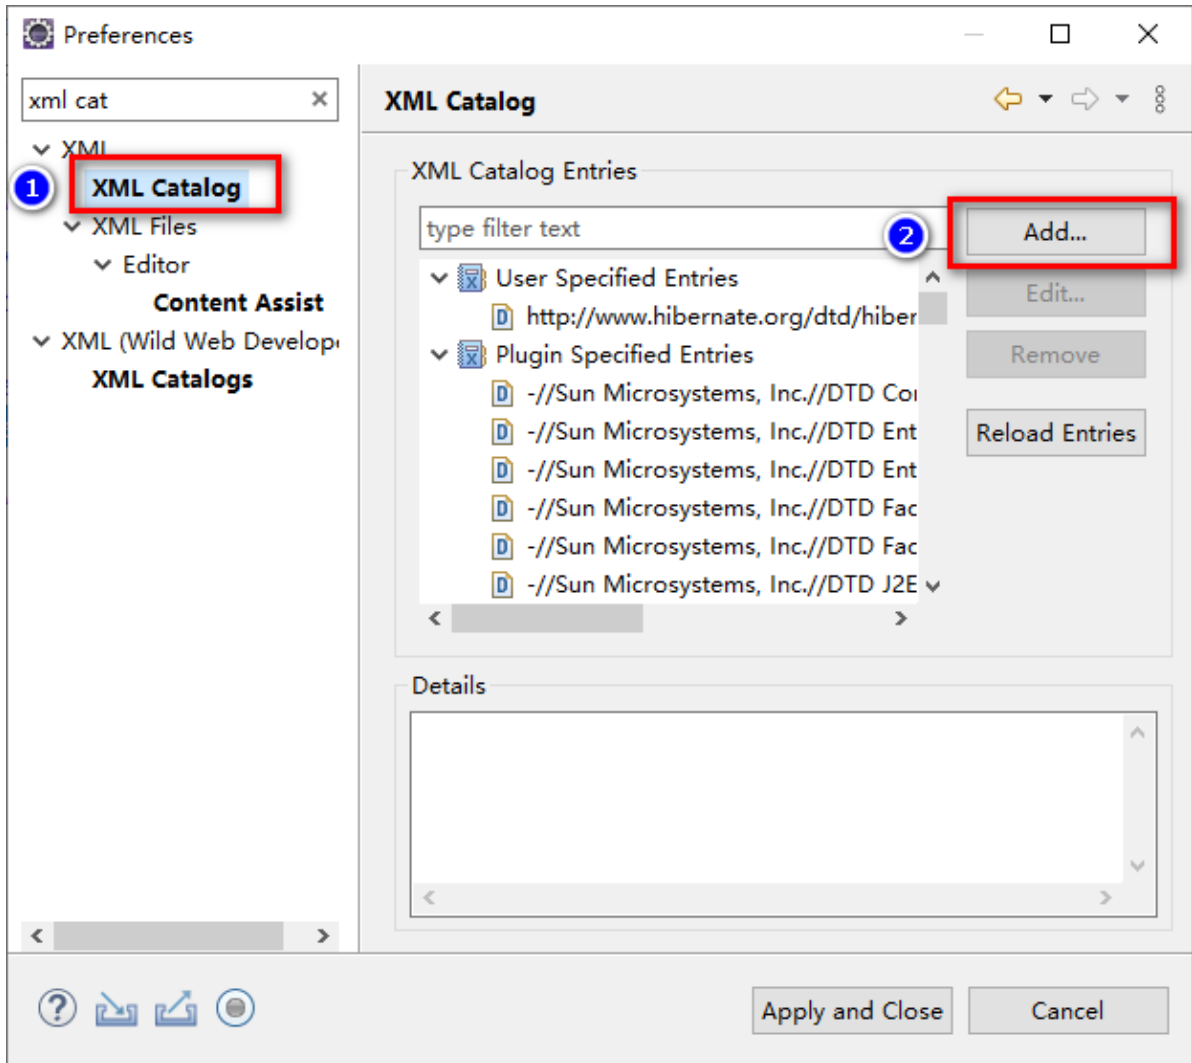 Preferences
xml cat
XML
1
XML Catalog
XML Files
Editor
Content Assist
XML (Wild Web Develope
XML Catalogs
XML Catalog
XML Catalog Entries
type filter text
2
Add...
User Specified Entries
http://www.hibernate.org/dtd/hiber
Plugin Specified Entries
-//Sun Microsystems, Inc.//DTD Con
-//Sun Microsystems, Inc.//DTD Ent
-//Sun Microsystems, Inc.//DTD Ent
-//Sun Microsystems, Inc.//DTD Fac
-//Sun Microsystems, Inc.//DTD Fac
-//Sun Microsystems, Inc.//DTD J2E
Edit...
Remove
Reload Entries
Details
Apply and Close
Cancel